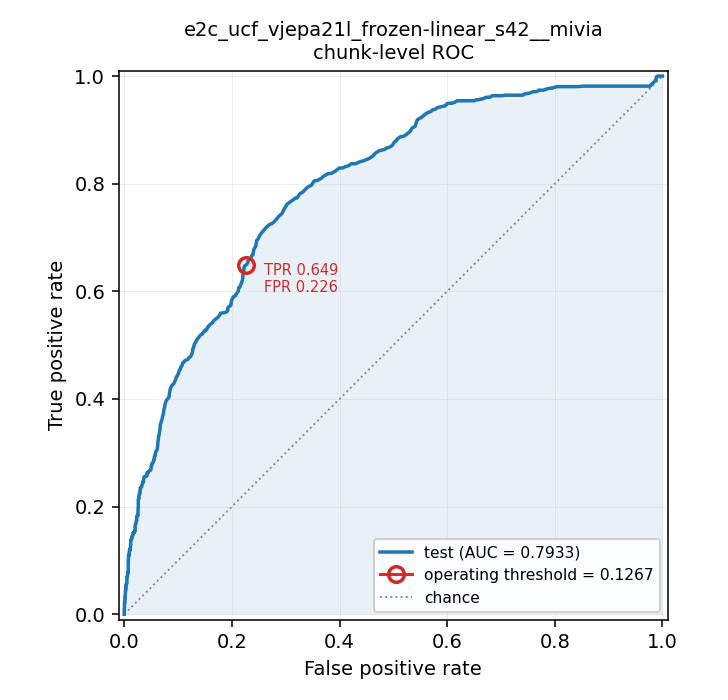 e2c_ucf_vjepa21l_frozen-linear_s42__mivia
chunk-level ROC
1.0
0.8
0.6
0.4
0.2
0.0
True positive rate
TPR 0.649
FPR 0.226
test (AUC = 0.7933)
operating threshold = 0.1267
chance
0.0
0.2
0.4
0.6
0.8
1.0
False positive rate